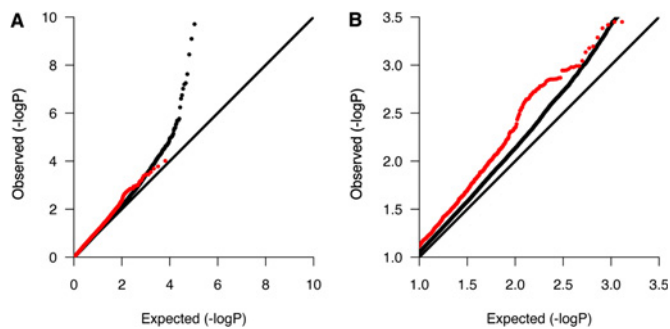 A
10
8
6
4
2
0
Observed (-logP)
0 2 4 6 8 10
Expected (-logP)
B
3.5
3.0
2.5
2.0
1.5
1.0
Observed (-logP)
1.0 1.5 2.0 2.5 3.0 3.5
Expected (-logP)